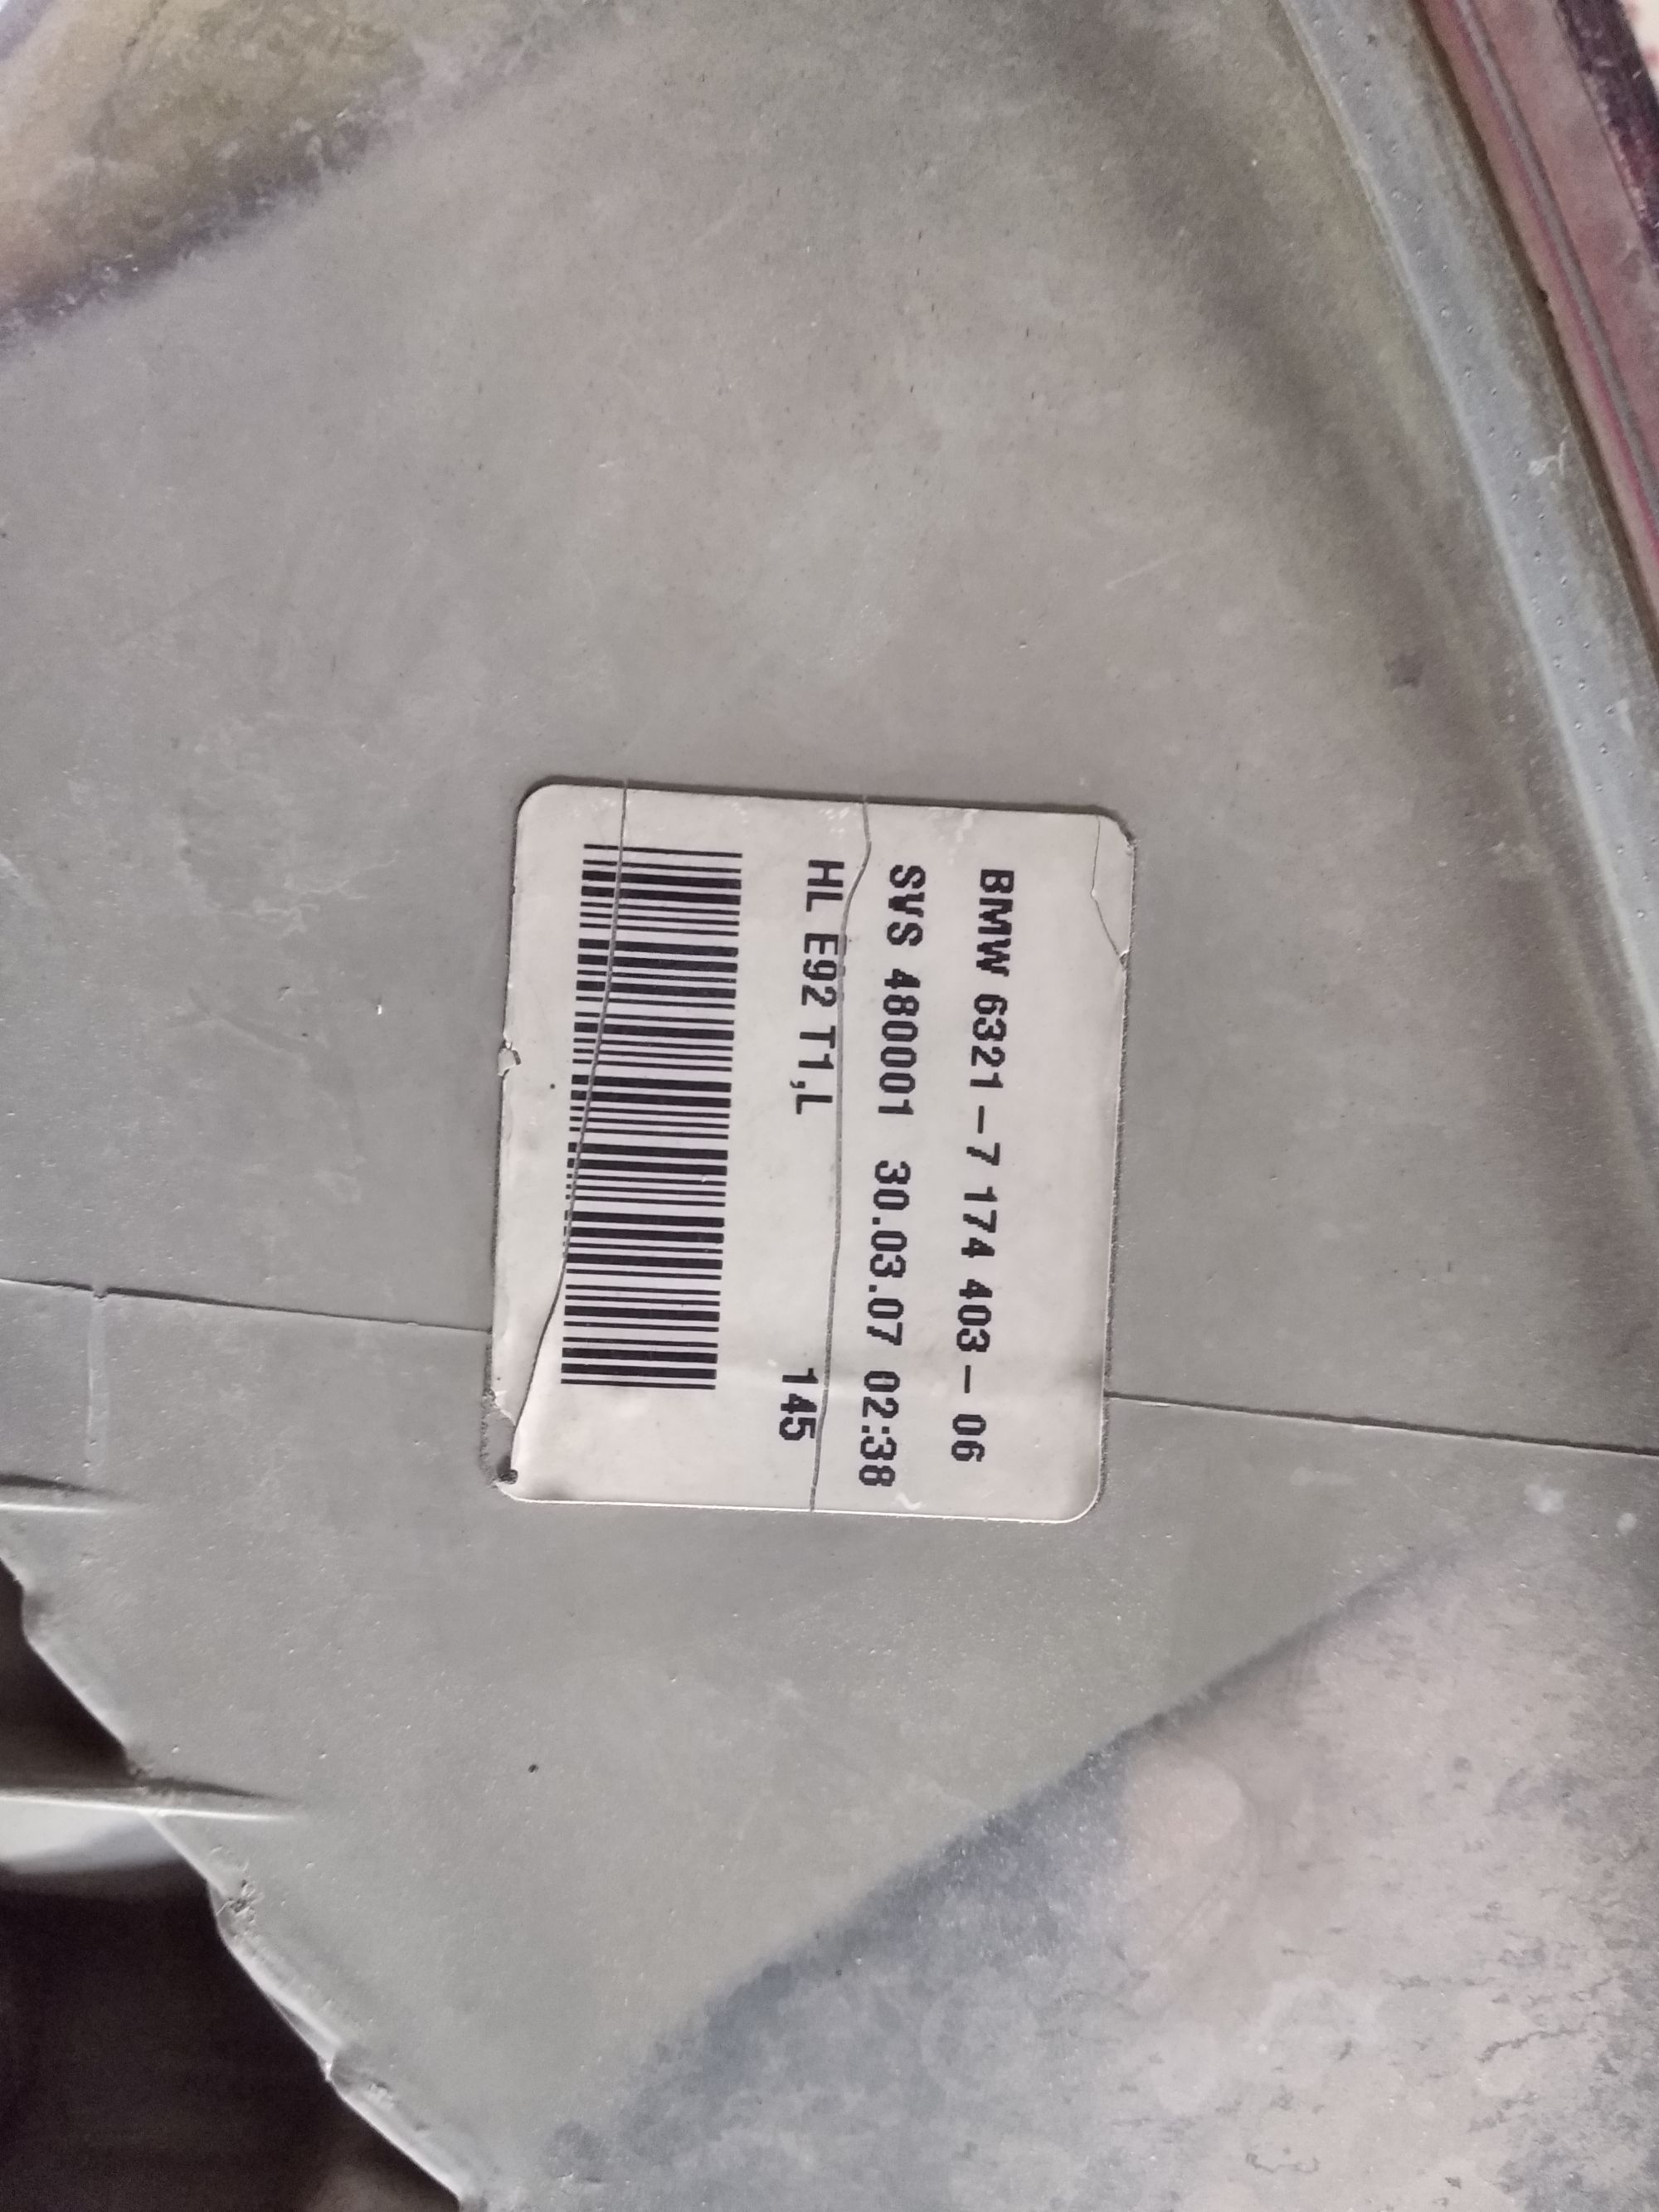 BMW 6321-7 174 403-06
SVS 480001 30.03.07 02:38
HL E92 T1,L 145